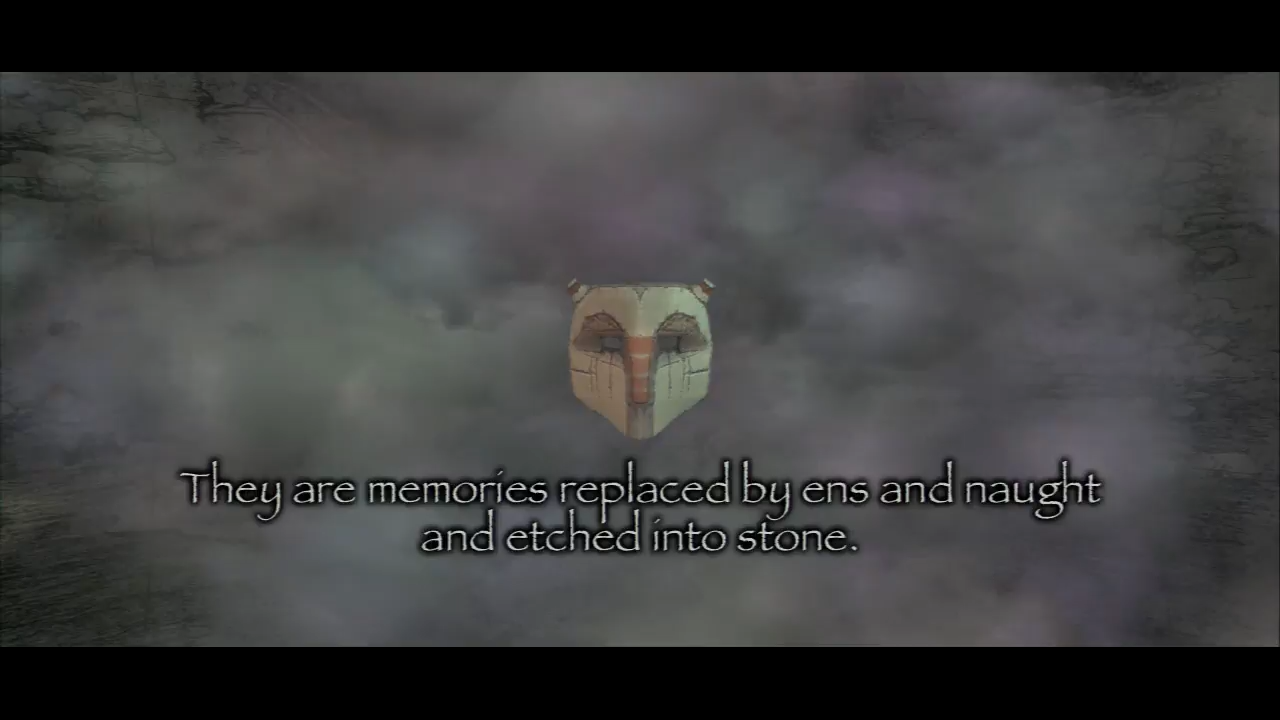 They are memories replaced by ens and naught
and etched into stone.